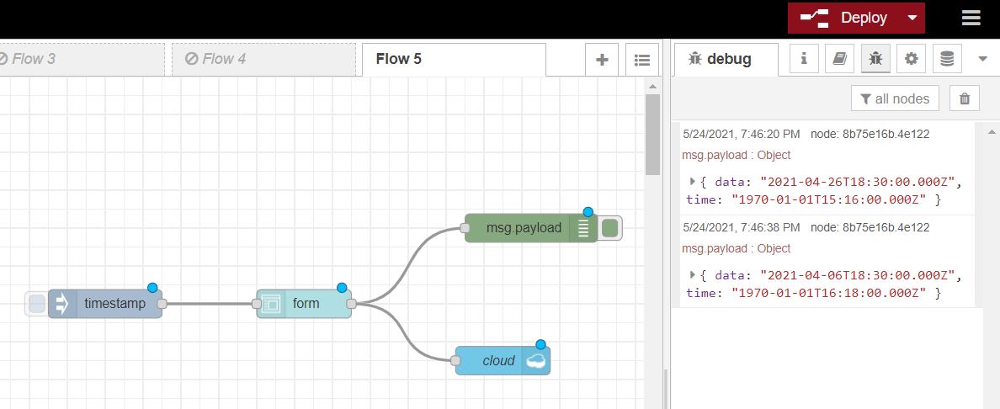 Deploy
Flow 3
Flow 4
Flow 5
debug
i
all nodes
5/24/2021, 7:46:20 PM node: 8b75e16b.4e122
msg.payload : Object
{ data: "2021-04-26T18:30:00.000Z",
time: "1970-01-01T15:16:00.000Z" }
5/24/2021, 7:46:38 PM node: 8b75e16b.4e122
msg.payload : Object
{ data: "2021-04-06T18:30:00.000Z",
time: "1970-01-01T16:18:00.000Z" }
msg.payload
timestamp
form
cloud